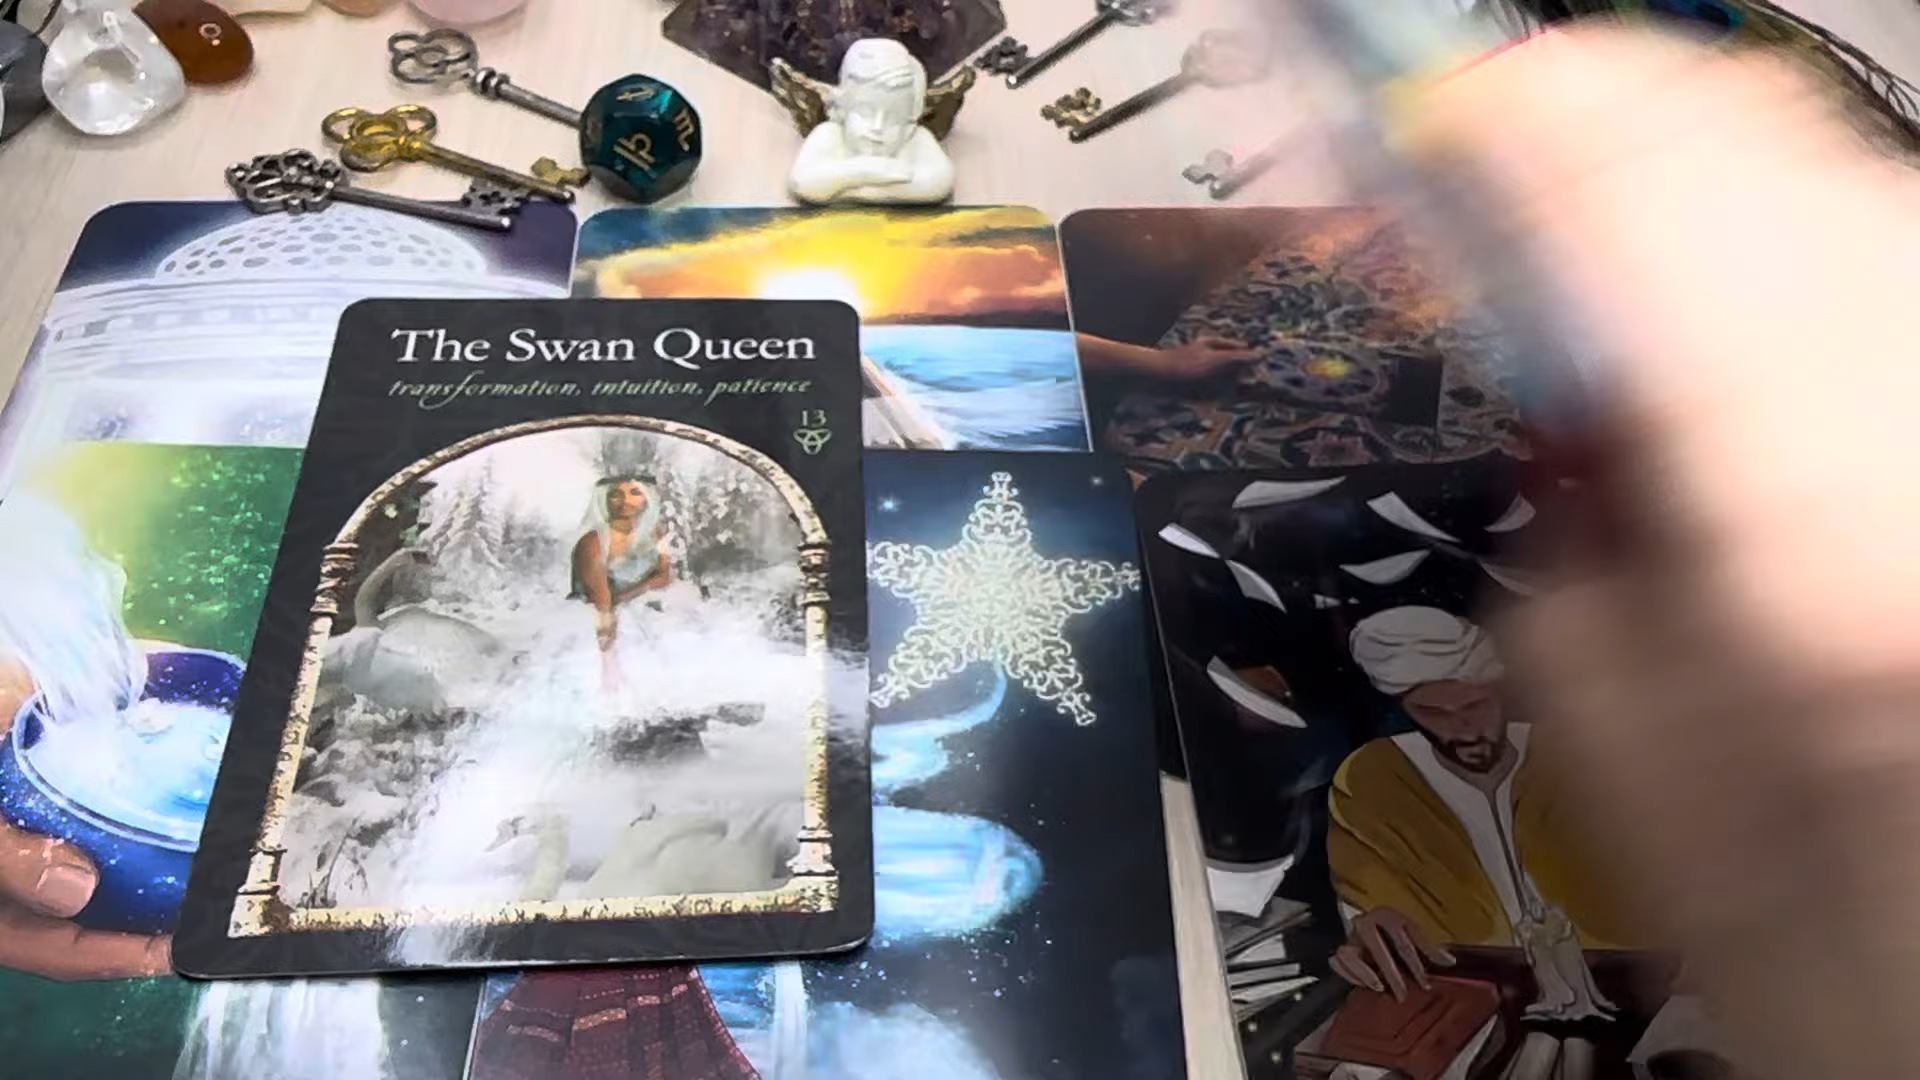 The Swan Queen
transformation, intuition, patience
13